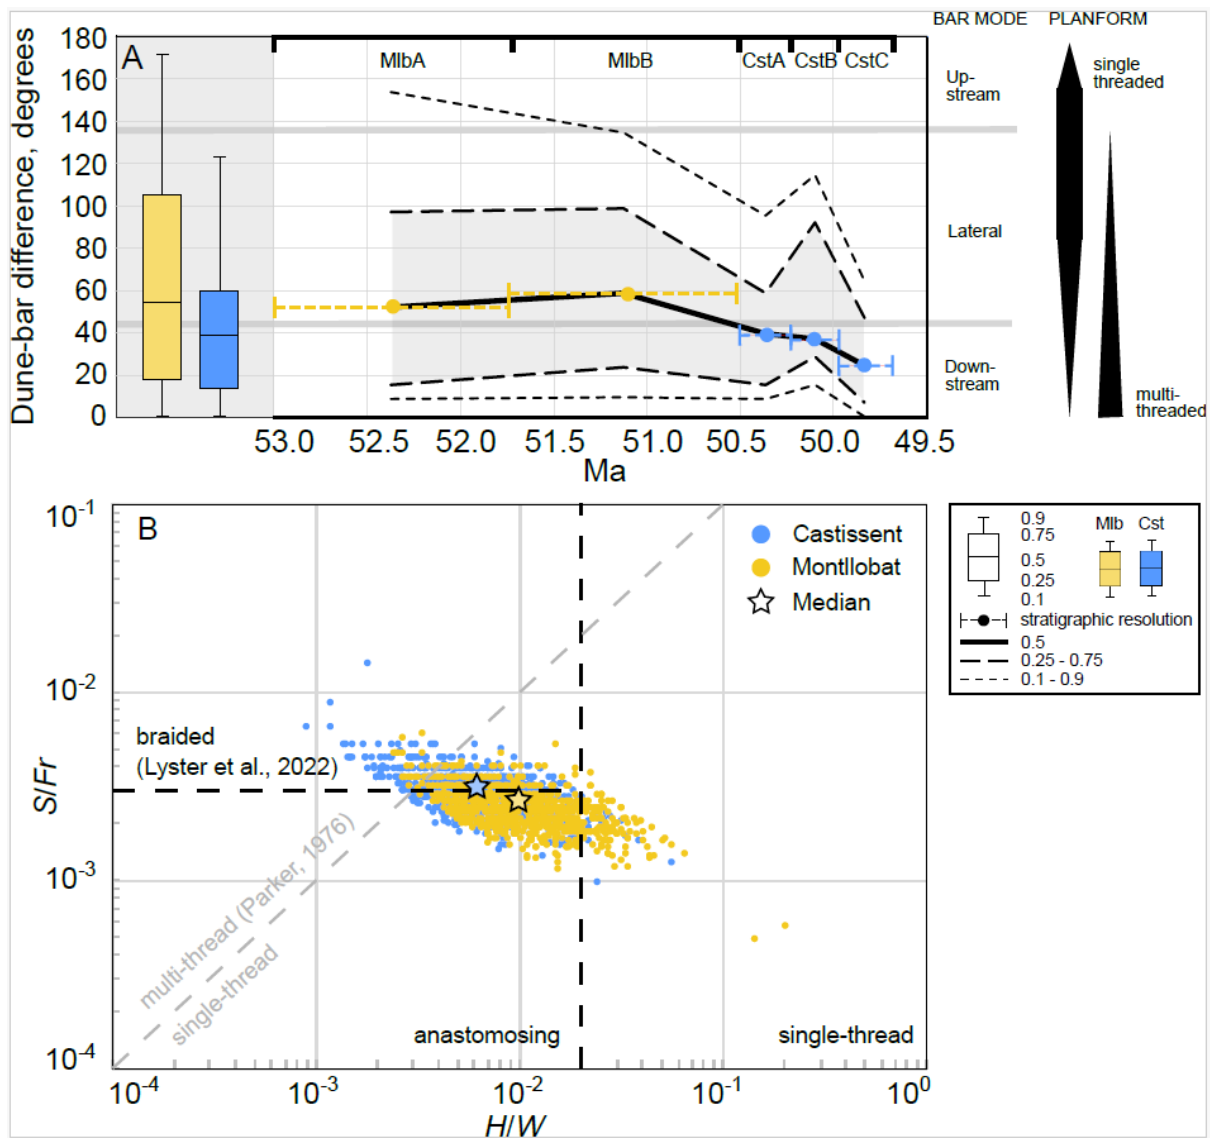 BAR MODE PLANFORM
Dune-bar difference, degrees
180
160
140
120
100
80
60
40
20
0
A
MlbA MlbB CstA CstB CstC
Up-
stream
Lateral
Down-
stream
single
threaded
multi-
threaded
53.0 52.5 52.0 51.5 51.0 50.5 50.0 49.5
Ma
B
S/Fr
10-1
10-2
10-3
10-4
Castissent
Montllobat
Median
braided
(Lyster et al., 2022)
multi-thread (Parker, 1976)
single-thread
anastomosing single-thread
10-4 10-3 10-2 10-1 100
H/W
0.9
0.75
0.5
0.25
0.1
Mlb Cst
stratigraphic resolution
0.5
0.25 - 0.75
0.1 - 0.9